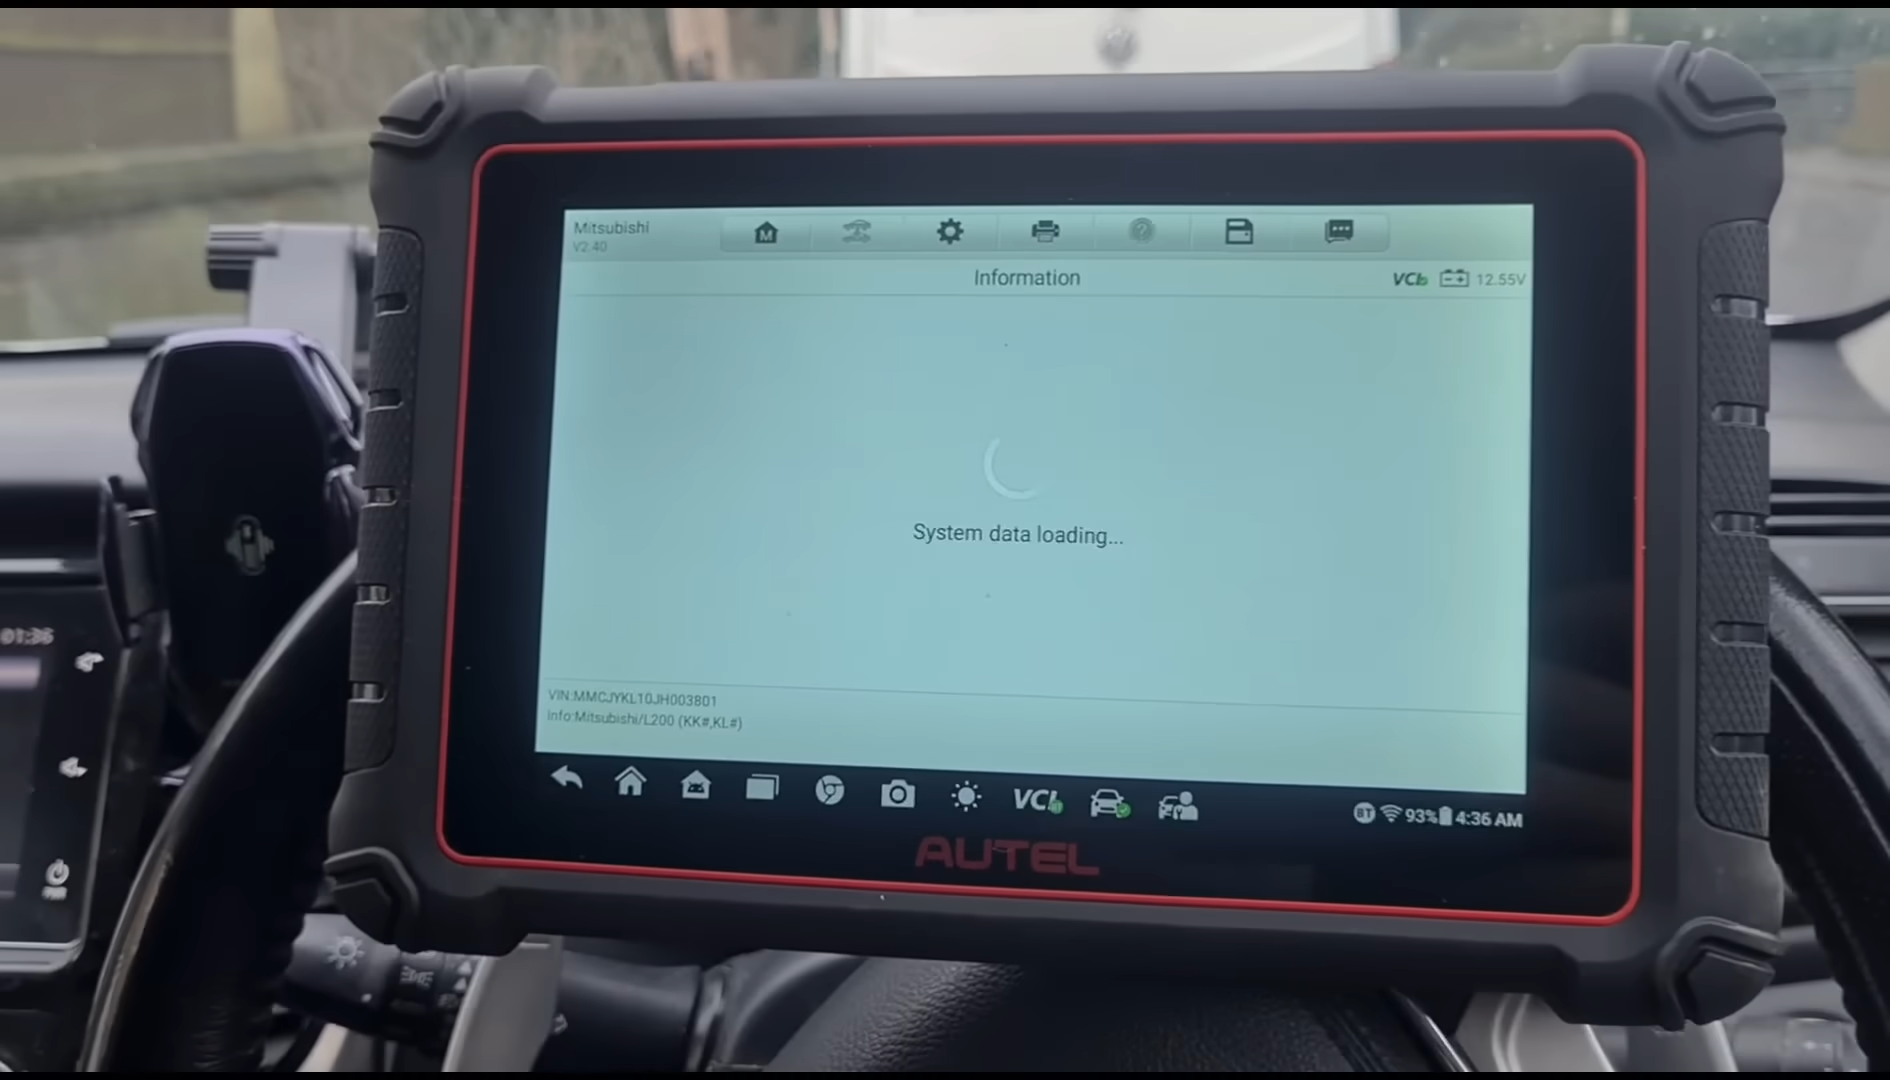 Mitsubishi
V2.40
Information
VCI 12.55V
System data loading...
VIN:MMCJYKL10JH003801
Info:Mitsubishi/L200 (KK#,KL#)
VCI
BT 93% 4:36 AM
AUTEL
01:36